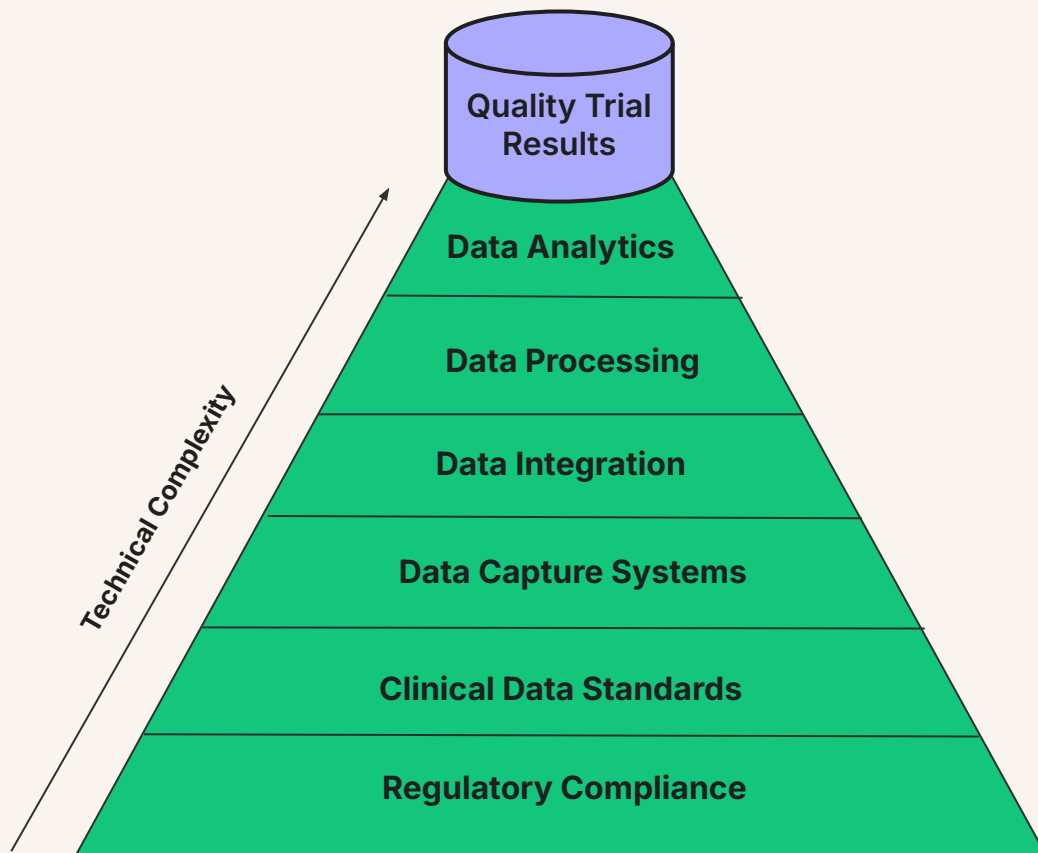 Quality Trial
Results
Data Analytics
Data Processing
Data Integration
Data Capture Systems
Clinical Data Standards
Regulatory Compliance
Technical Complexity